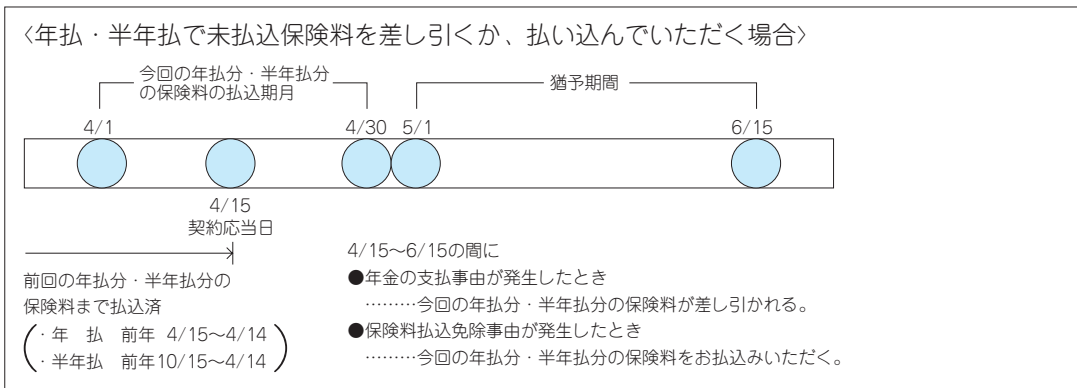 〈年払・半年払で未払込保険料を差し引くか、払い込んでいただく場合〉
今回の年払分・半年払分
の保険料の払込期月
猶予期間
4/1
4/30
5/1
6/15
4/15
契約応当日
前回の年払分・半年払分の
保険料まで払込済
・年 払 前年 4/15〜4/14
・半年払 前年10/15〜4/14
4/15〜6/15の間に
●年金の支払事由が発生したとき
………今回の年払分・半年払分の保険料が差し引かれる。
●保険料払込免除事由が発生したとき
………今回の年払分・半年払分の保険料をお払込みいただく。